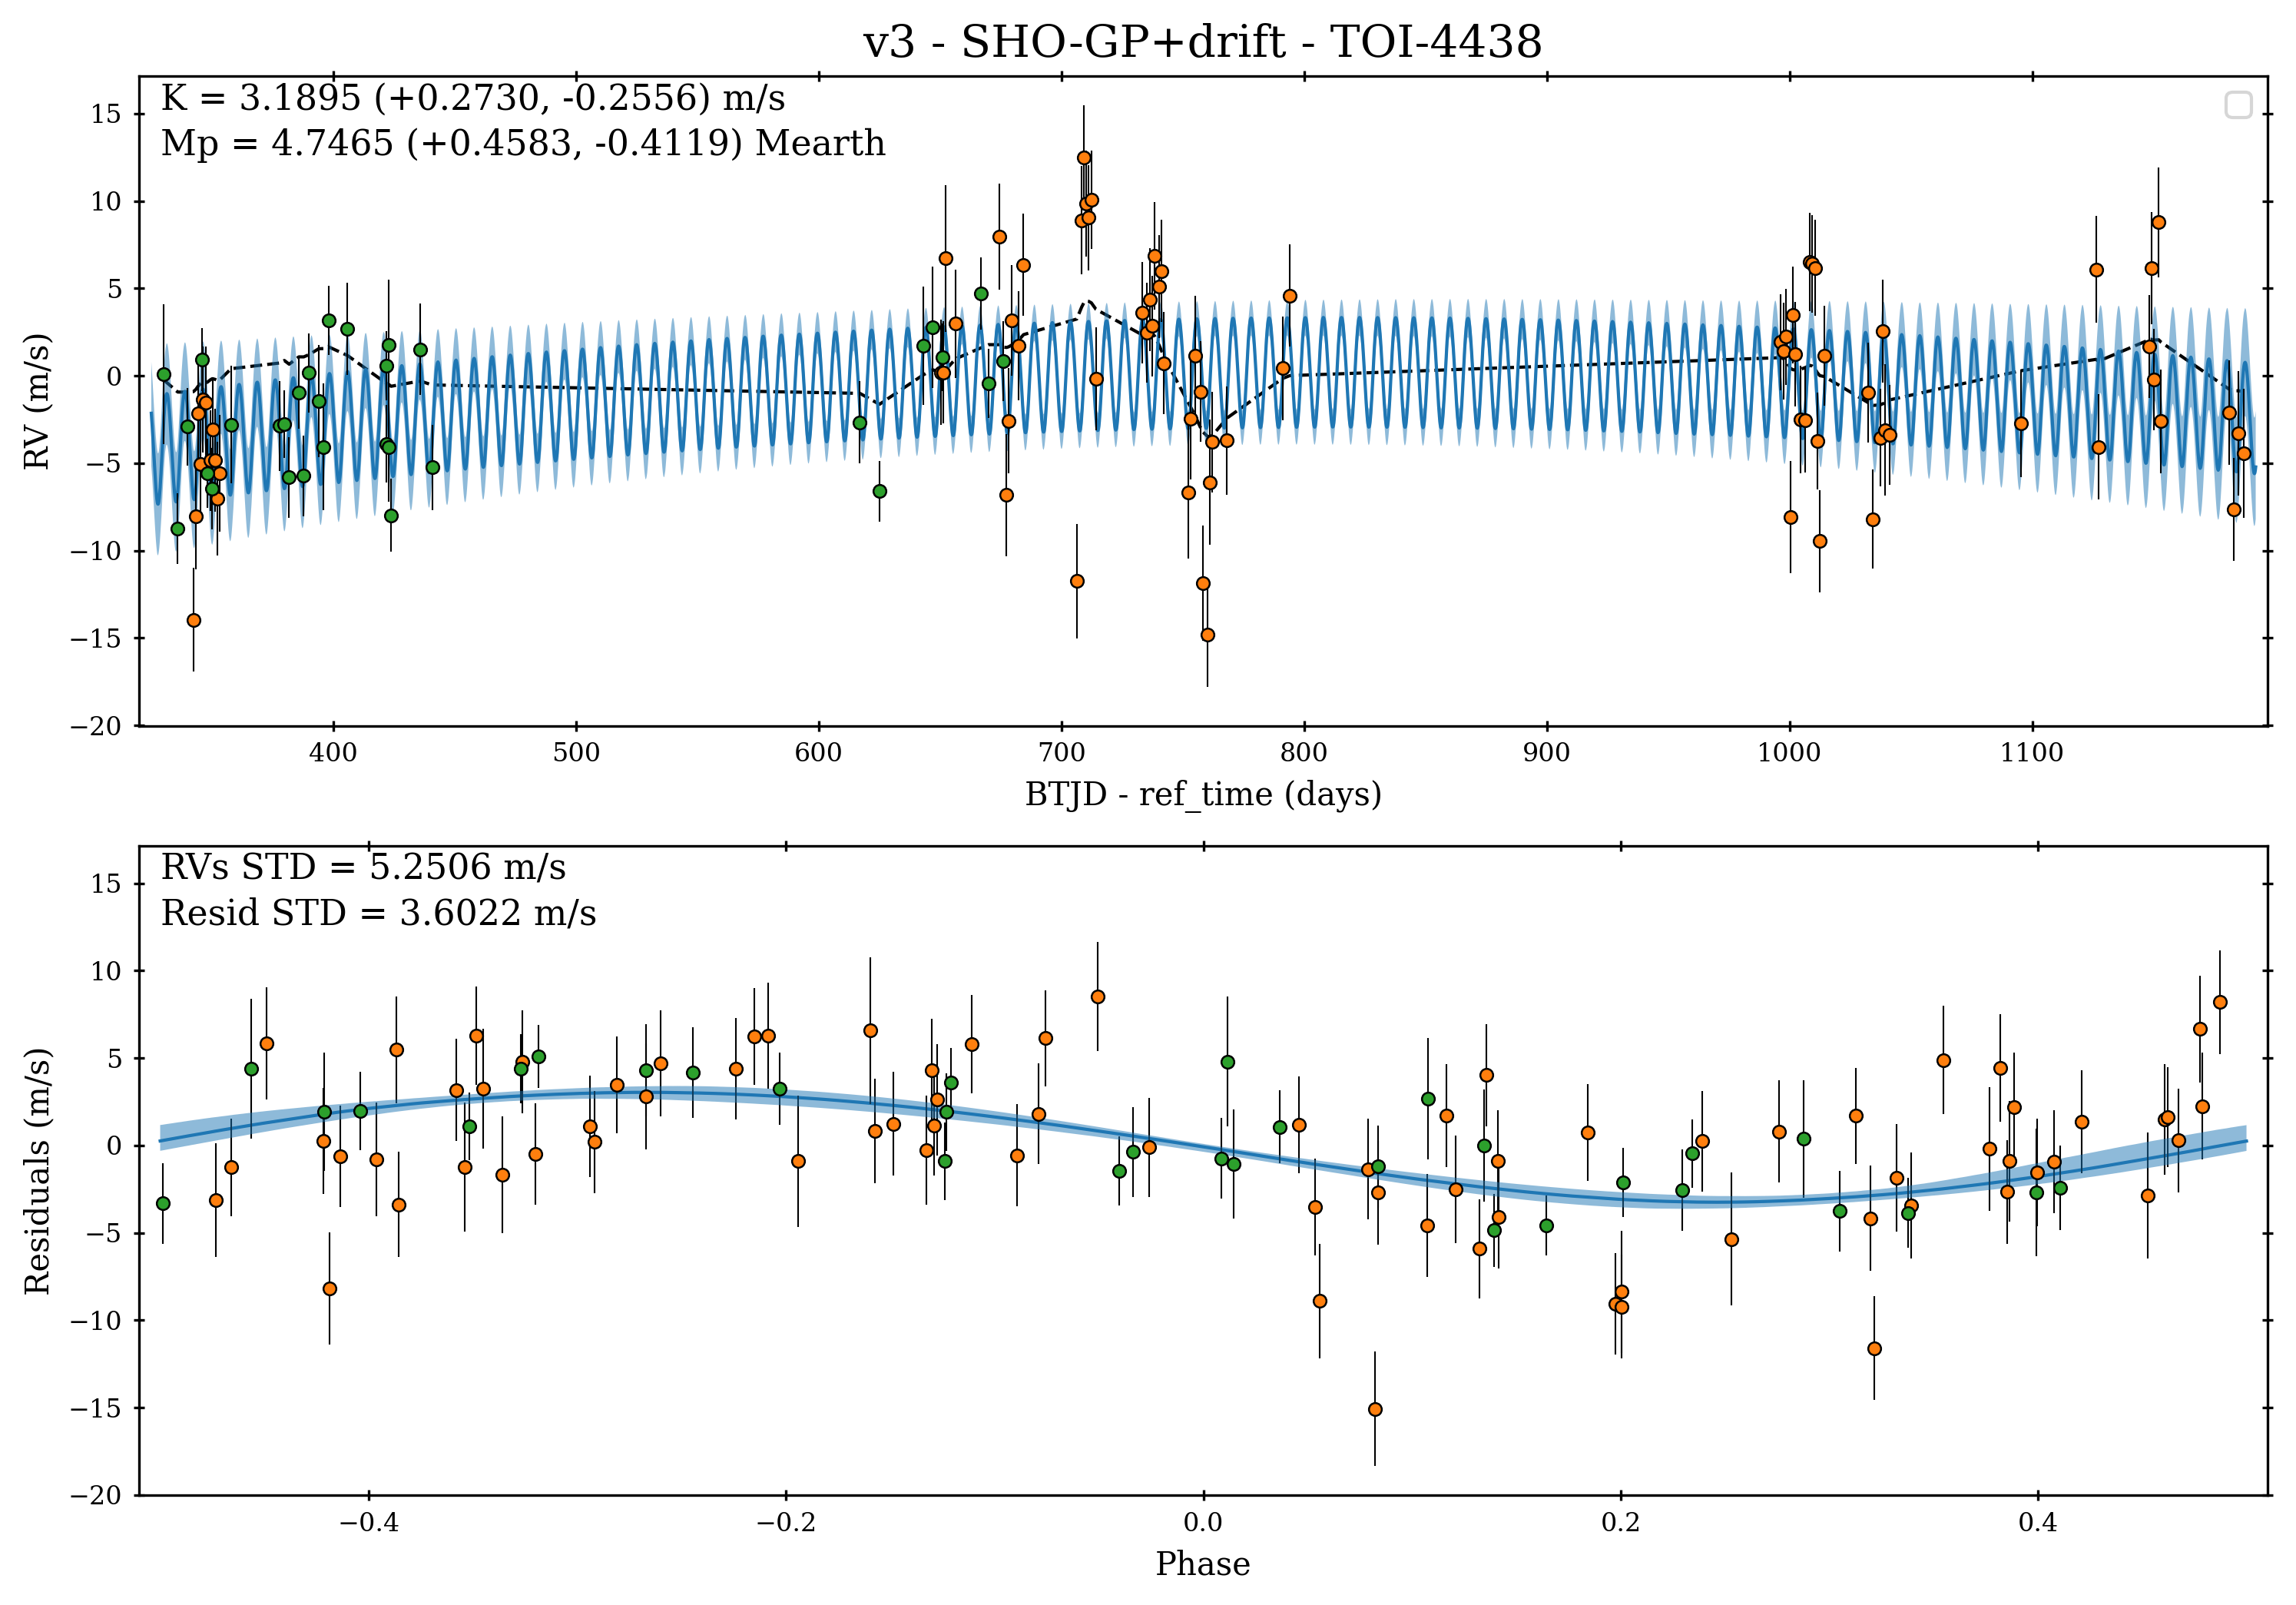 v3 - SHO-GP+drift - TOI-4438
K = 3.1895 (+0.2730, -0.2556) m/s
Mp = 4.7465 (+0.4583, -0.4119) Mearth
15
10
5
0
−5
−10
−15
−20
RV (m/s)
400 500 600 700 800 900 1000 1100
BTJD - ref_time (days)
RVs STD = 5.2506 m/s
Resid STD = 3.6022 m/s
15
10
5
0
−5
−10
−15
−20
Residuals (m/s)
−0.4 −0.2 0.0 0.2 0.4
Phase